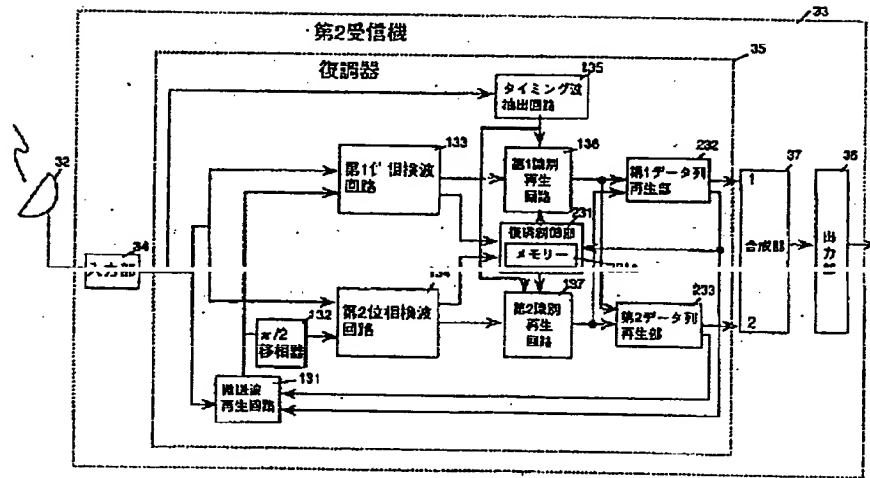 33
第2受信機
35
復調器
135
タイミング波
抽出回路
32
133
第1位相検波
回路
136
第1識別
再生
回路
232
第1データ列
再生部
37
36
1
合成部
2
出力部
231
復調制御部
メモリー
34
入力部
134
第2位相検波
回路
137
第2識別
再生
回路
233
第2データ列
再生部
132
π/2
移相器
131
再生回路